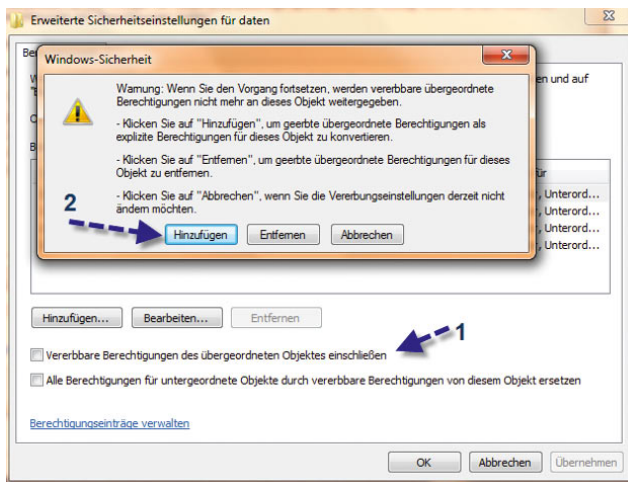 Erweiterte Sicherheitseinstellungen für daten
Be
Windows-Sicherheit
en und auf
Warnung: Wenn Sie den Vorgang fortsetzen, werden vererbbare übergeordnete
Berechtigungen nicht mehr an dieses Objekt weitergegeben.
- Klicken Sie auf "Hinzufügen", um geerbte übergeordnete Berechtigungen als
explizite Berechtigungen für dieses Objekt zu konvertieren.
- Klicken Sie auf "Entfernen", um geerbte übergeordnete Berechtigungen für dieses
Objekt zu entfernen.
- Klicken Sie auf "Abbrechen", wenn Sie die Vererbungseinstellungen derzeit nicht
ändern möchten.
ür
, Unterord...
, Unterord...
, Unterord...
, Unterord...
2
Hinzufügen Entfernen Abbrechen
Hinzufügen... Bearbeiten... Entfernen
1
Vererbbare Berechtigungen des übergeordneten Objektes einschließen
Alle Berechtigungen für untergeordnete Objekte durch vererbbare Berechtigungen von diesem Objekt ersetzen
Berechtigungseinträge verwalten
OK Abbrechen Übernehmen